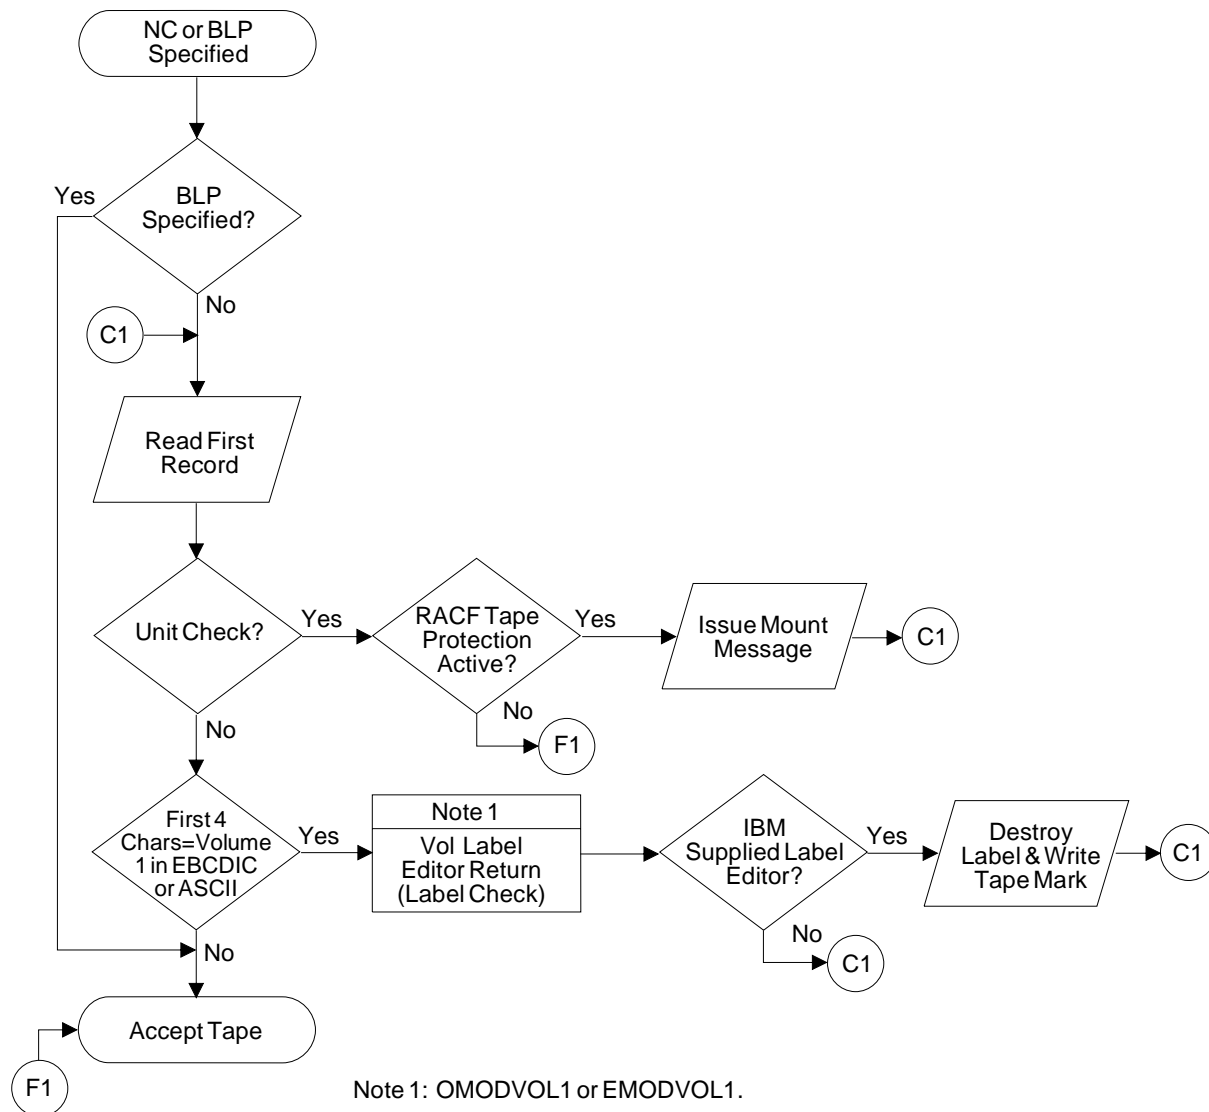 NC or BLP
Specified
Yes
BLP
Specified?
No
C1
Read First
Record
Unit Check?
Yes
RACF Tape
Protection
Active?
Yes
Issue Mount
Message
C1
No
No
F1
First 4
Chars=Volume
1 in EBCDIC
or ASCII
Yes
Note 1
Vol Label
Editor Return
(Label Check)
IBM
Supplied Label
Editor?
Yes
Destroy
Label & Write
Tape Mark
C1
No
No
C1
Accept Tape
F1
Note 1: OMODVOL1 or EMODVOL1.